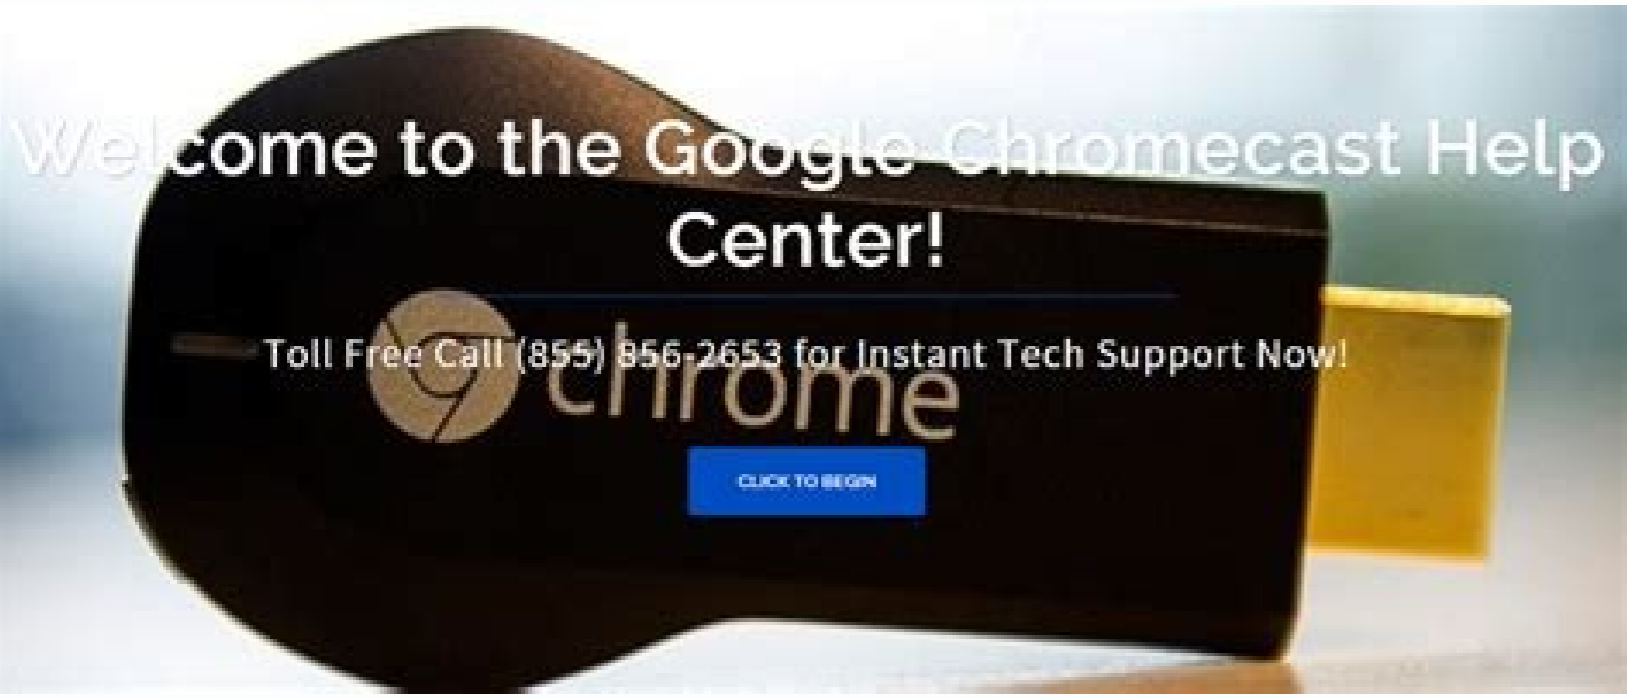 Welcome to the Google Chromecast Help
Center!
Toll Free Call (855) 856-2653 for Instant Tech Support Now!
chrome
CLICK TO BEGIN